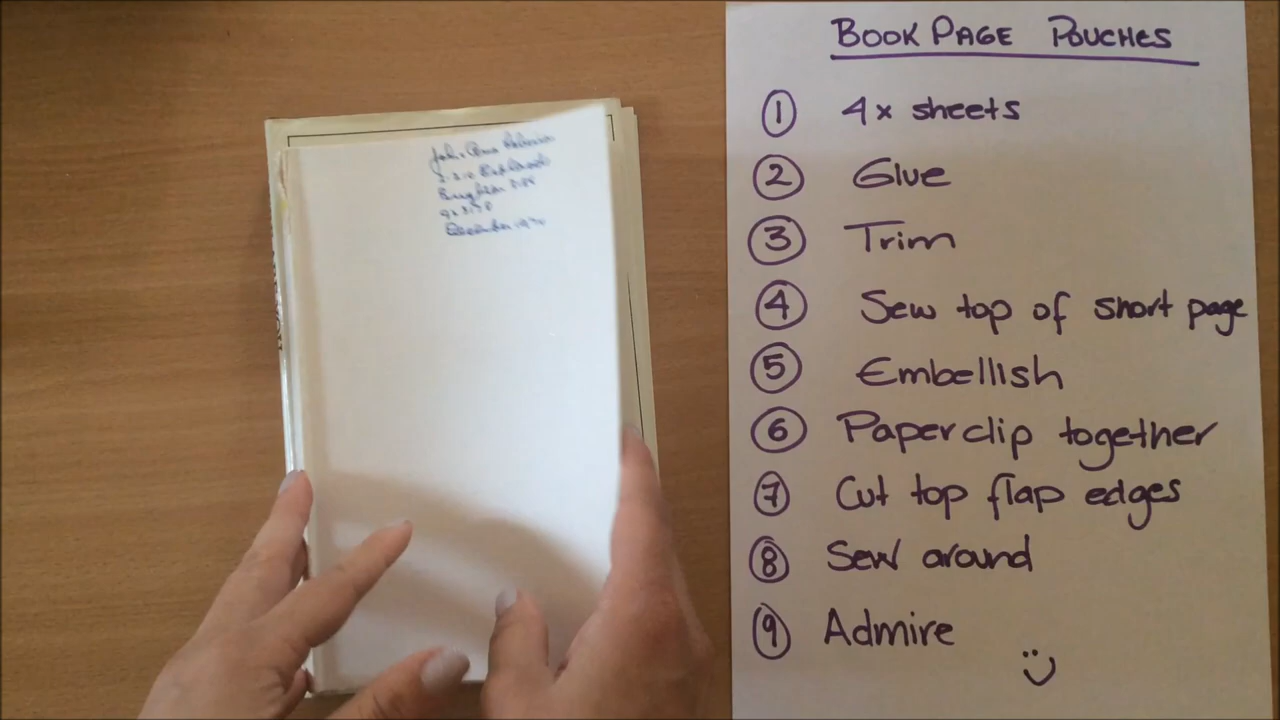 BOOK PAGE POUCHES
① 4x sheets
② Glue
③ Trim
④ Sew top of short page
⑤ Embellish
⑥ Paperclip together
⑦ Cut top flap edges
⑧ Sew around
⑨ Admire